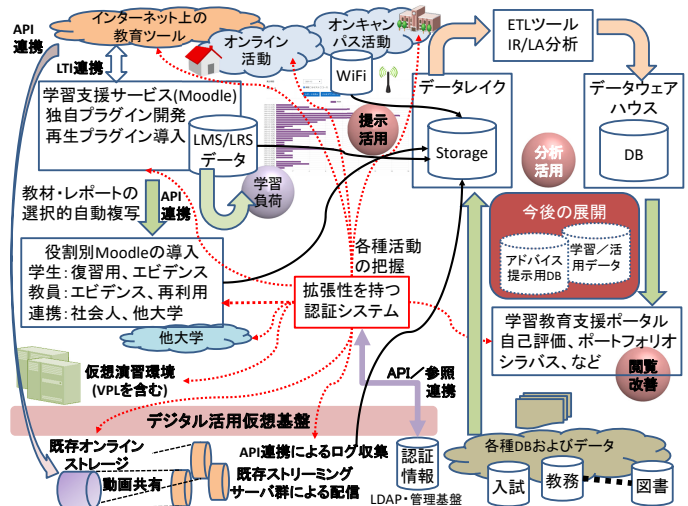 API
連携
インターネット上の
教育ツール
オンライン
活動
オンキャン
パス活動
WiFi
ETLツール
IR/LA分析
LTI連携
学習支援サービス(Moodle)
独自プラグイン開発
再生プラグイン導入
LMS/LRS
データ
学習
負荷
提示
活用
データレイク
Storage
分析
活用
データウェア
ハウス
DB
教材・レポートの
選択的自動複写
API
連携
各種活動
の把握
今後の展開
アドバイス
提示用DB
学習／活
用データ
役割別Moodleの導入
学生：復習用、エビデンス
教員：エビデンス、再利用
連携：社会人、他大学
他大学
拡張性を持つ
認証システム
学習教育支援ポータル
自己評価、ポートフォリオ
シラバス、など
閲覧
改善
仮想演習環境
(VPLを含む)
API／参照
連携
デジタル活用仮想基盤
既存オンライン
ストレージ
動画共有
API連携によるログ収集
既存ストリーミング
サーバ群による配信
認証
情報
LDAP・管理基盤
各種DBおよびデータ
入試
教務
図書